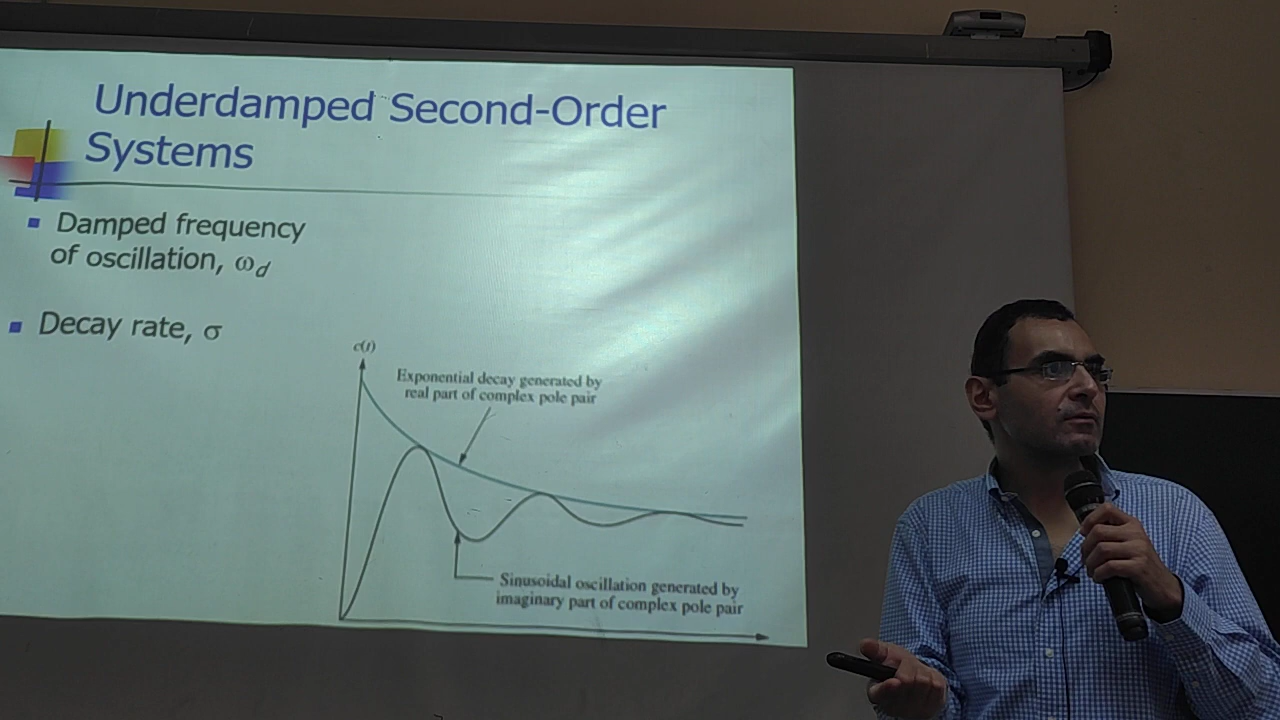 Underdamped Second-Order
Systems
Damped frequency
of oscillation, ωd
Decay rate, σ
c(t)
Exponential decay generated by
real part of complex pole pair
Sinusoidal oscillation generated by
imaginary part of complex pole pair